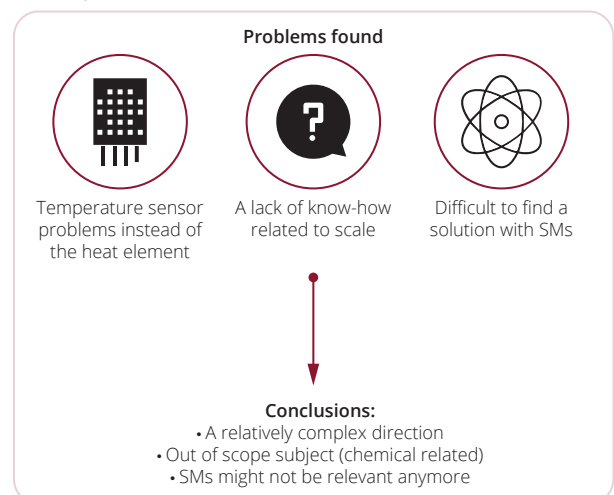 Problems found
?
Temperature sensor
problems instead of
the heat element
A lack of know-how
related to scale
Difficult to find a
solution with SMs
Conclusions:
• A relatively complex direction
• Out of scope subject (chemical related)
• SMs might not be relevant anymore